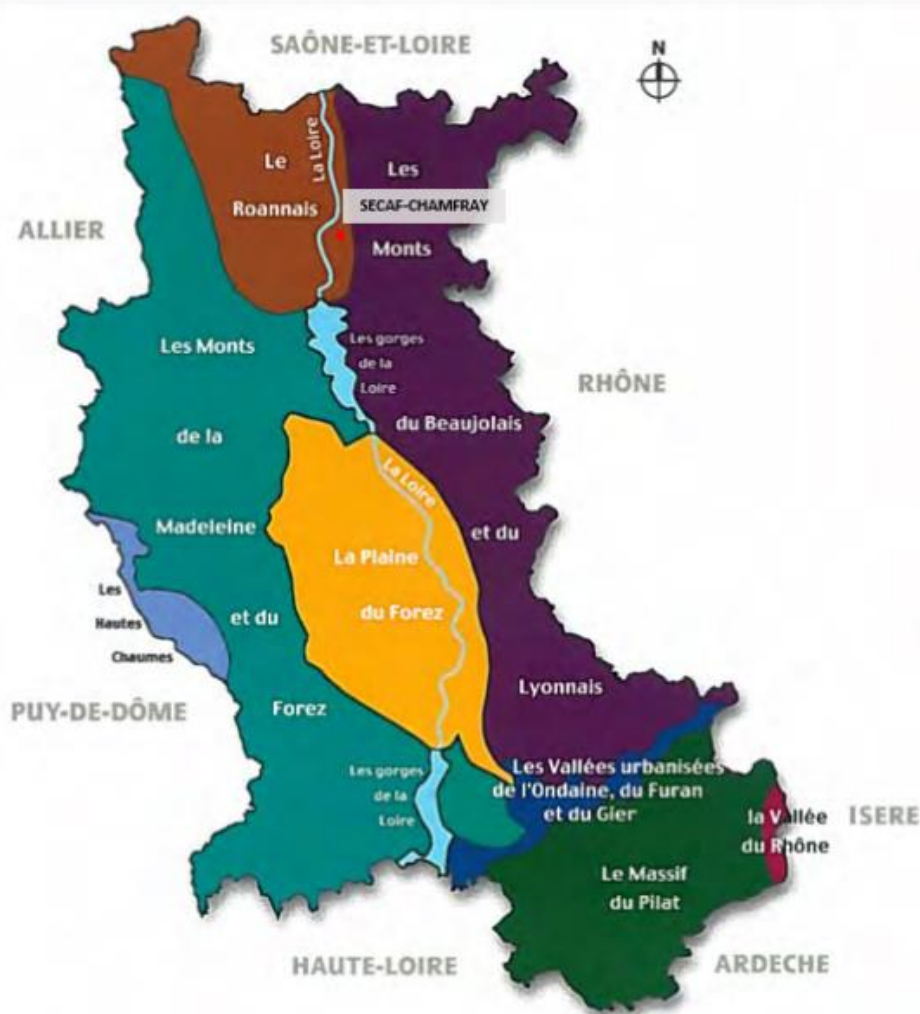 SAÔNE-ET-LOIRE
N
La Loire
Le
Roannais
Les
SECAF-CHAMFRAY
Monts
ALLIER
Les Monts
de la
Madeleine
et du
Forez
Les gorges
de la
Loire
RHÔNE
du Beaujolais
et du
Lyonnais
La Loire
La Plaine
du Forez
Les
Hautes
Chaumes
PUY-DE-DÔME
Les gorges
de la
Loire
Les Vallées urbanisées
de l'Ondaine, du Furan
et du Gier
la Vallée
du Rhône
ISERE
Le Massif
du Pilat
HAUTE-LOIRE
ARDECHE